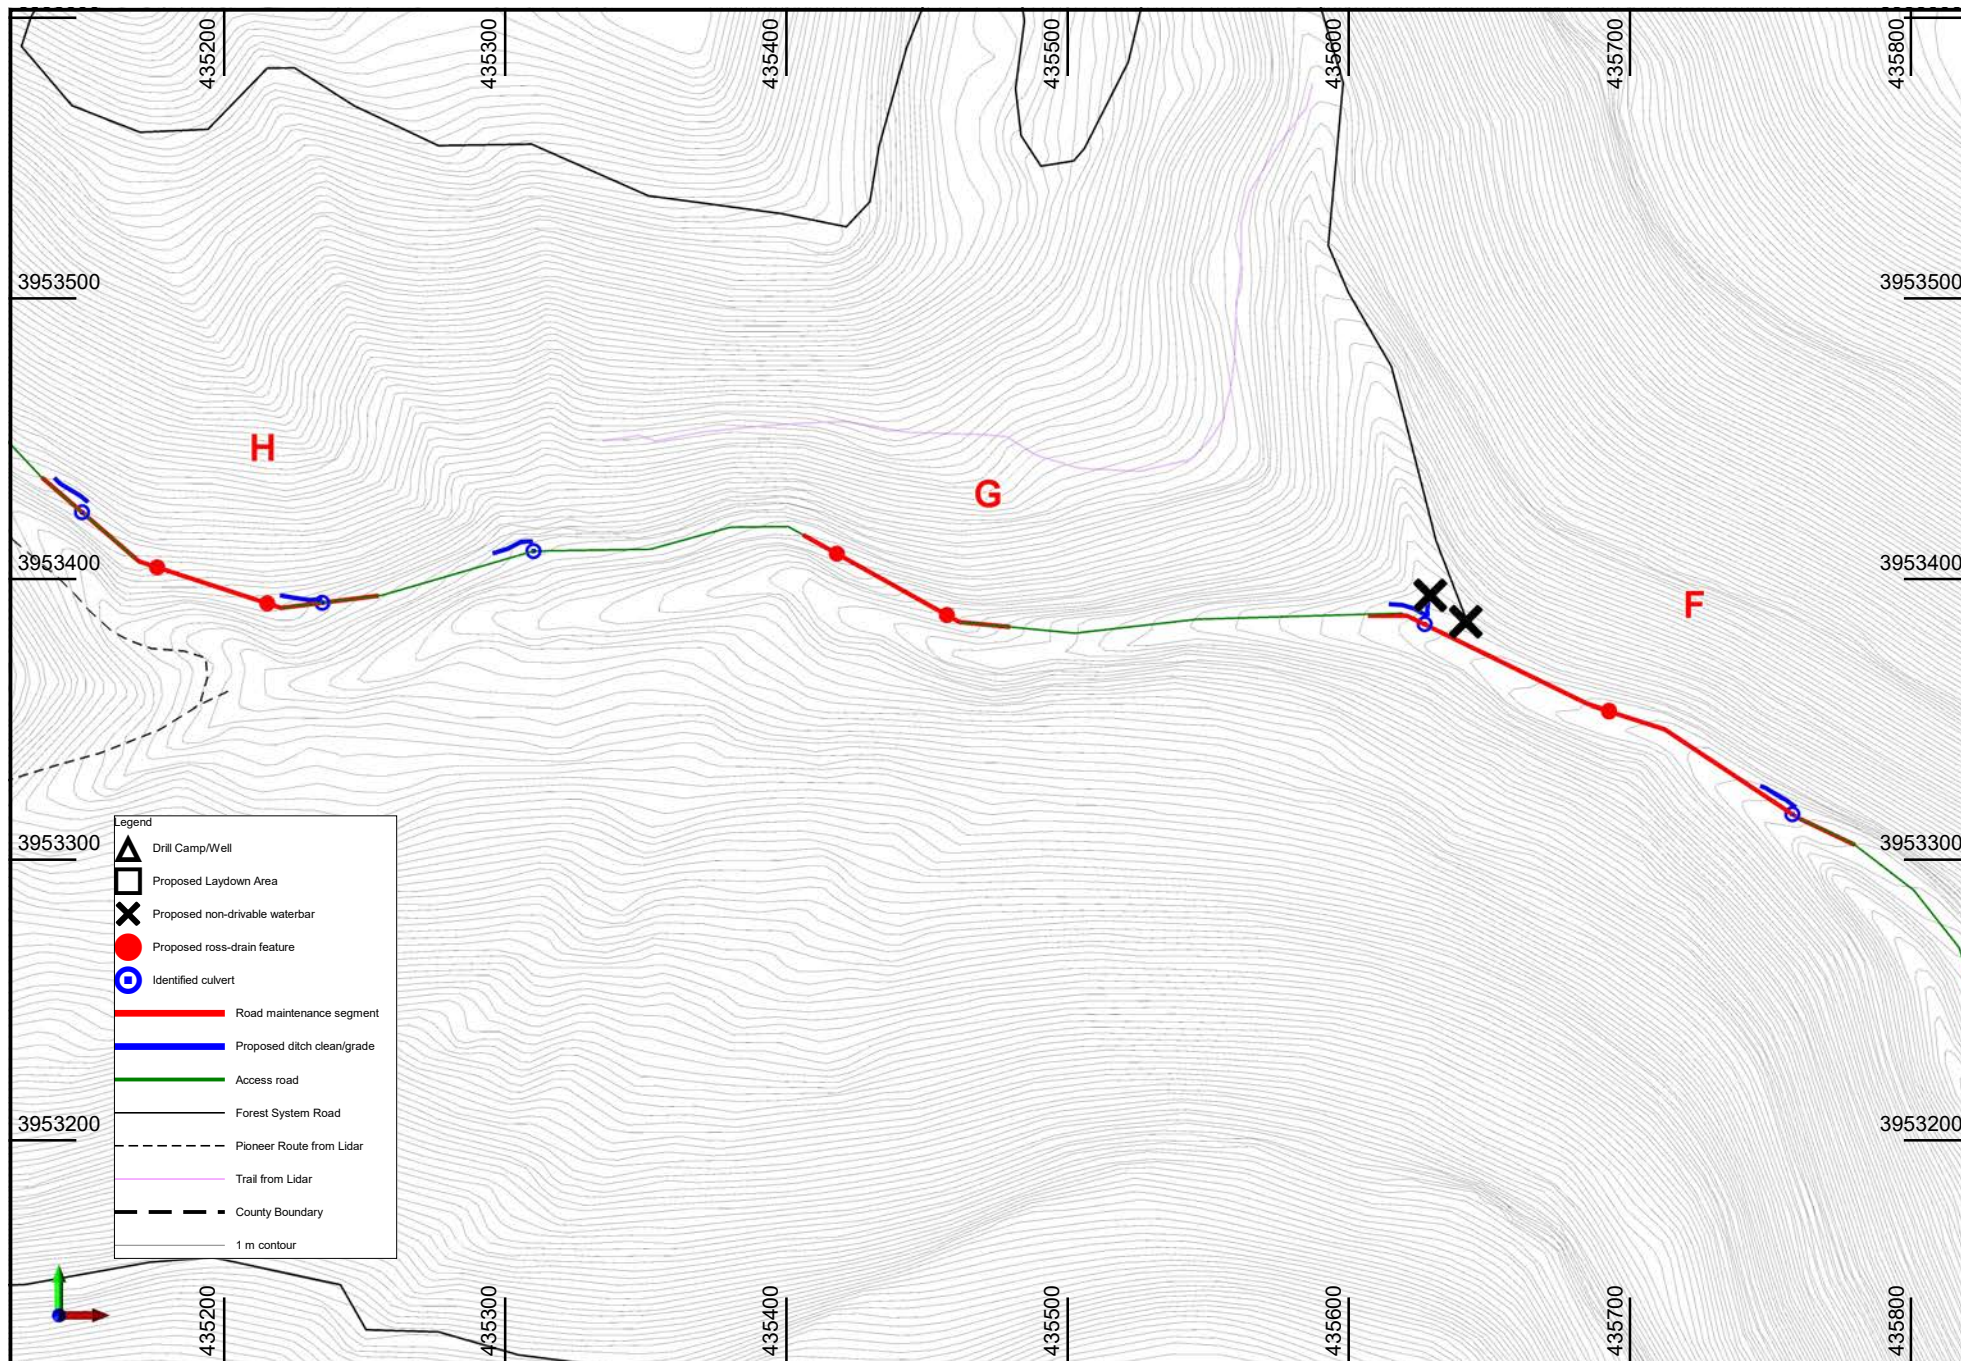 435200
435300
435400
435500
435600
435700
435800
3953500
3953500
H
G
3953400
3953400
F
3953300
3953300
Legend
Drill Camp/Well
Proposed Laydown Area
Proposed non-drivable waterbar
Proposed ross-drain feature
Identified culvert
Road maintenance segment
Proposed ditch clean/grade
Access road
Forest System Road
Pioneer Route from Lidar
Trail from Lidar
County Boundary
1 m contour
3953200
3953200
435200
435300
435400
435500
435600
435700
435800